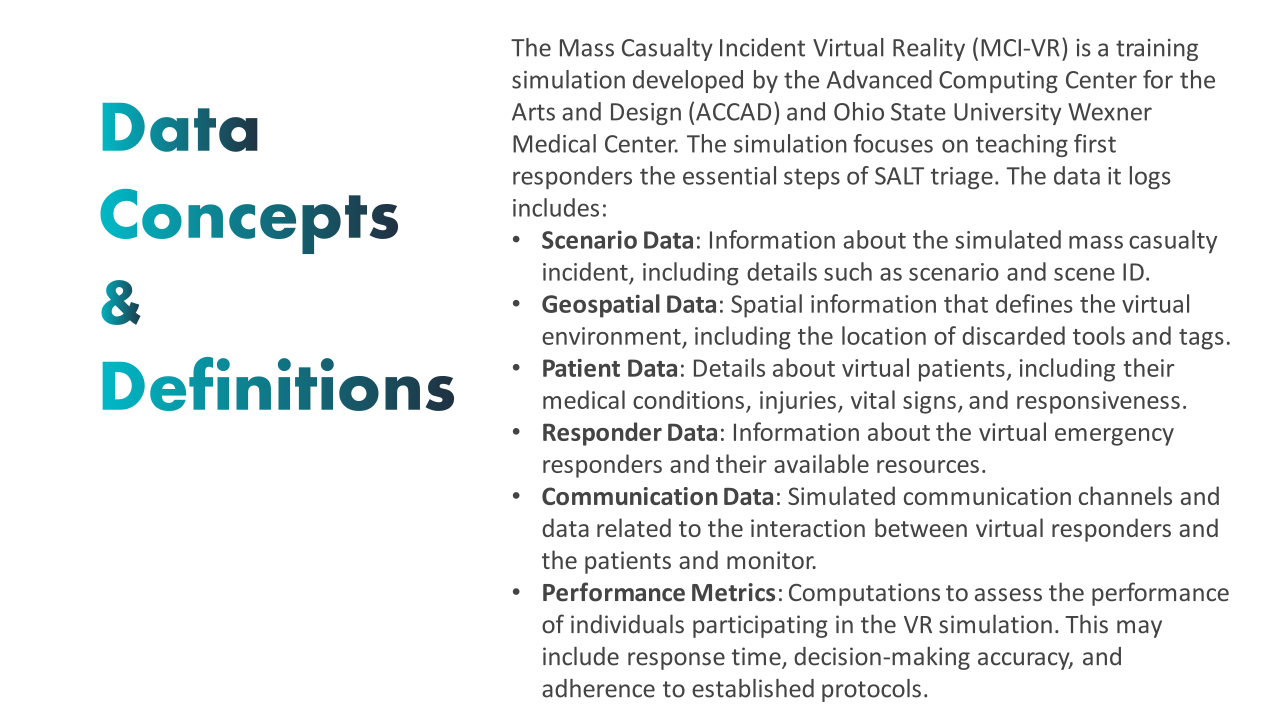 Data
Concepts
&
Definitions
The Mass Casualty Incident Virtual Reality (MCI-VR) is a training
simulation developed by the Advanced Computing Center for the
Arts and Design (ACCAD) and Ohio State University Wexner
Medical Center. The simulation focuses on teaching first
responders the essential steps of SALT triage. The data it logs
includes:
• Scenario Data: Information about the simulated mass casualty
incident, including details such as scenario and scene ID.
• Geospatial Data: Spatial information that defines the virtual
environment, including the location of discarded tools and tags.
• Patient Data: Details about virtual patients, including their
medical conditions, injuries, vital signs, and responsiveness.
• Responder Data: Information about the virtual emergency
responders and their available resources.
• Communication Data: Simulated communication channels and
data related to the interaction between virtual responders and
the patients and monitor.
• Performance Metrics: Computations to assess the performance
of individuals participating in the VR simulation. This may
include response time, decision-making accuracy, and
adherence to established protocols.